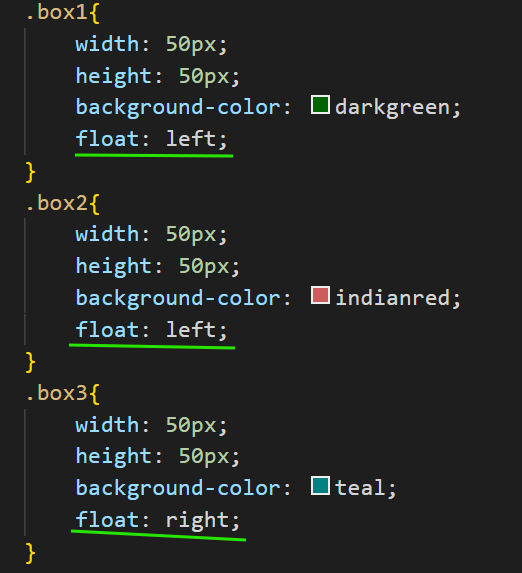 .box1{
width: 50px;
height: 50px;
background-color: darkgreen;
float: left;
}
.box2{
width: 50px;
height: 50px;
background-color: indianred;
float: left;
}
.box3{
width: 50px;
height: 50px;
background-color: teal;
float: right;
}